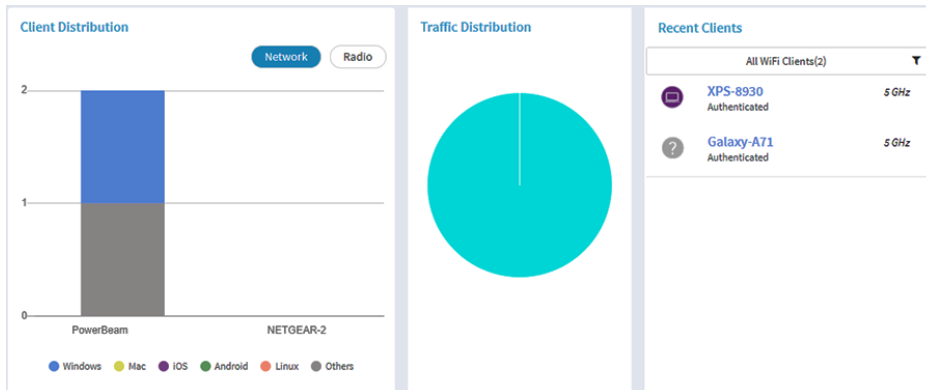 Client Distribution
Network Radio
2
1
0
PowerBeam NETGEAR-2
Windows Mac iOS Android Linux Others
Traffic Distribution
Recent Clients
All WiFi Clients(2)
XPS-8930 5 GHz
Authenticated
?
Galaxy-A71 5 GHz
Authenticated